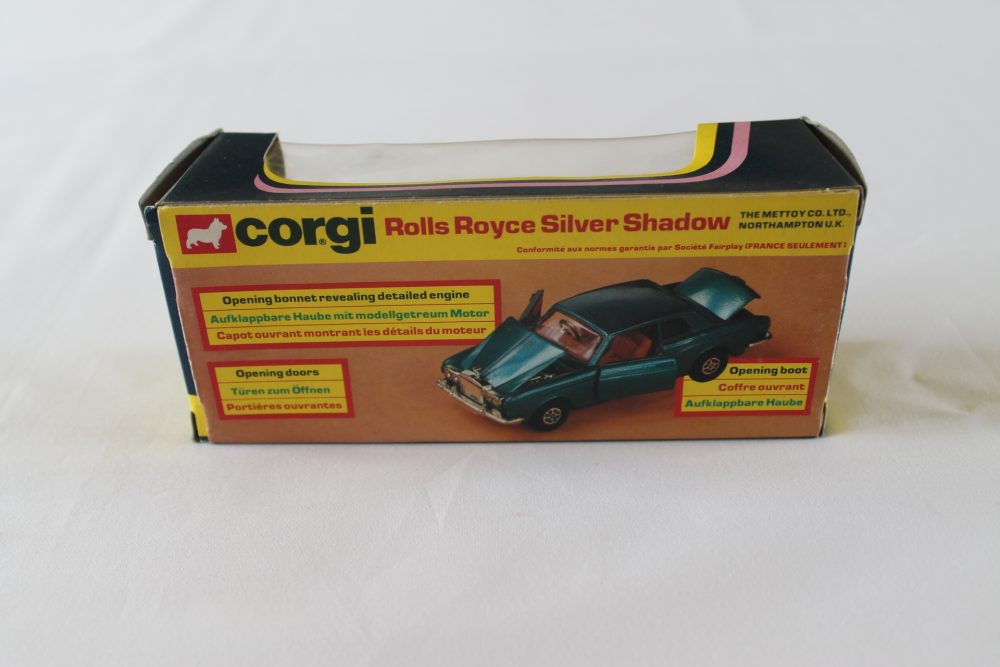 corgi® Rolls Royce Silver Shadow
THE METTOY CO. LTD.,
NORTHAMPTON U.K.
Conformité aux normes garantie par Société Fairplay (FRANCE SEULEMENT)
Opening bonnet revealing detailed engine
Aufklappbare Haube mit modellgetreum Motor
Capot ouvrant montrant les détails du moteur
Opening doors
Türen zum Öffnen
Portières ouvrantes
Opening boot
Coffre ouvrant
Aufklappbare Haube